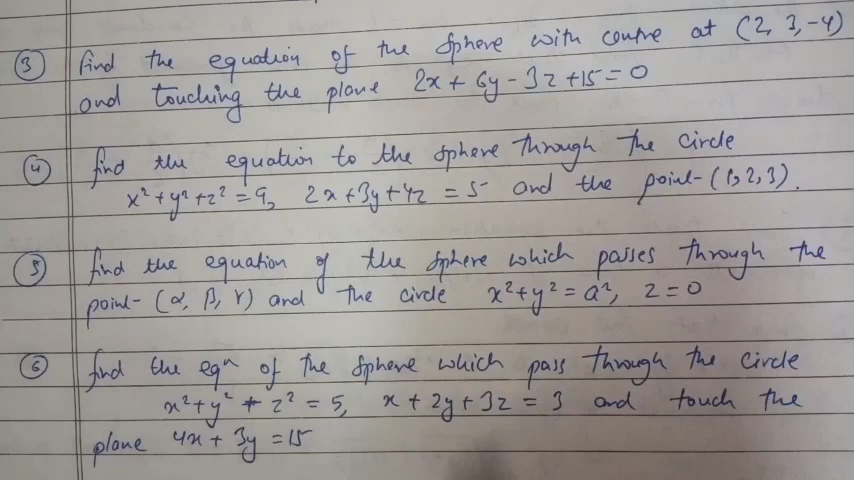 ③ find the equation of the sphere with centre at (2, 3, -4)
and touching the plane 2x + 6y - 3z + 15 = 0
④ find the equation to the sphere through the circle
x² + y² + z² = 9, 2x + 3y + 4z = 5 and the point (1, 2, 3).
⑤ find the equation of the sphere which passes through the
point (α, β, γ) and the circle x² + y² = a², z = 0
⑥ find the eqⁿ of the sphere which pass through the circle
x² + y² + z² = 5, x + 2y + 3z = 3 and touch the
plane 4x + 3y = 15